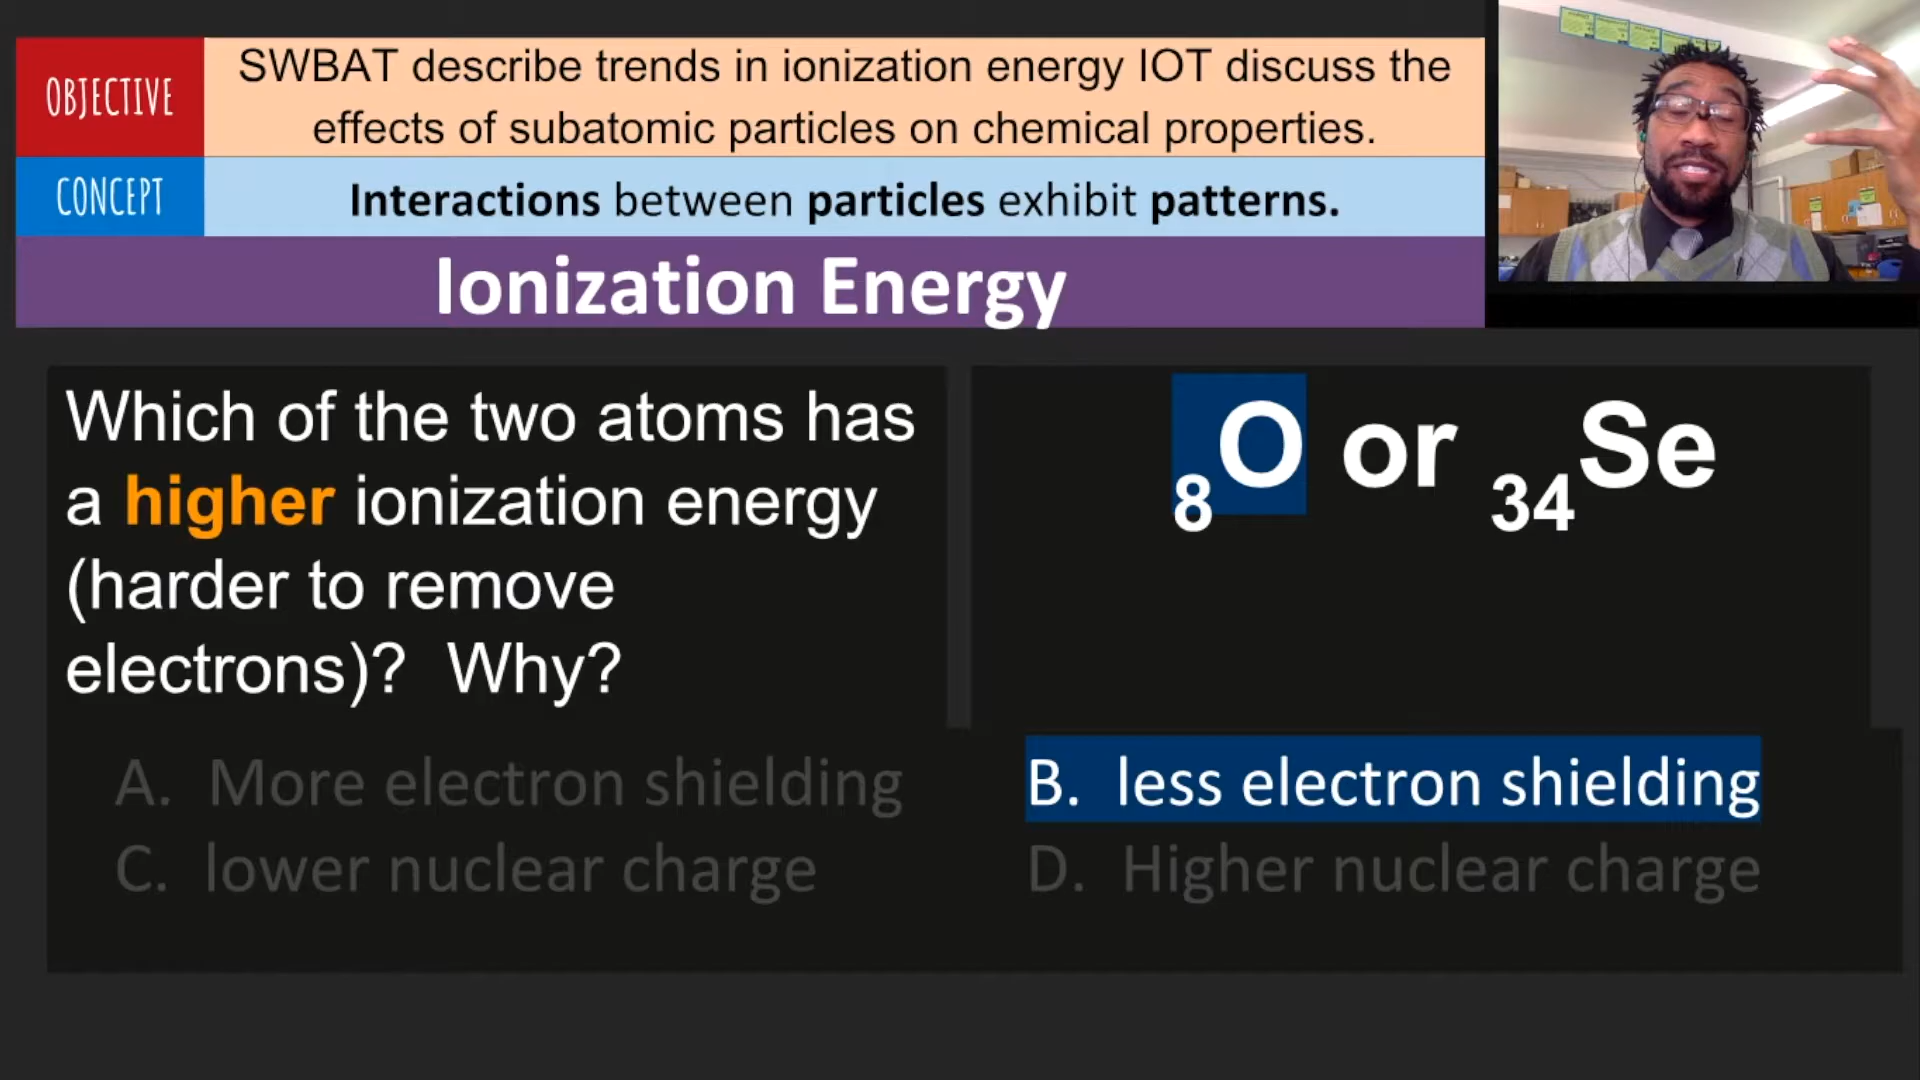 OBJECTIVE
SWBAT describe trends in ionization energy IOT discuss the
effects of subatomic particles on chemical properties.
CONCEPT
Interactions between particles exhibit patterns.
Ionization Energy
Which of the two atoms has
a higher ionization energy
(harder to remove
electrons)? Why?
8O or 34Se
A. More electron shielding
B. less electron shielding
C. lower nuclear charge
D. Higher nuclear charge